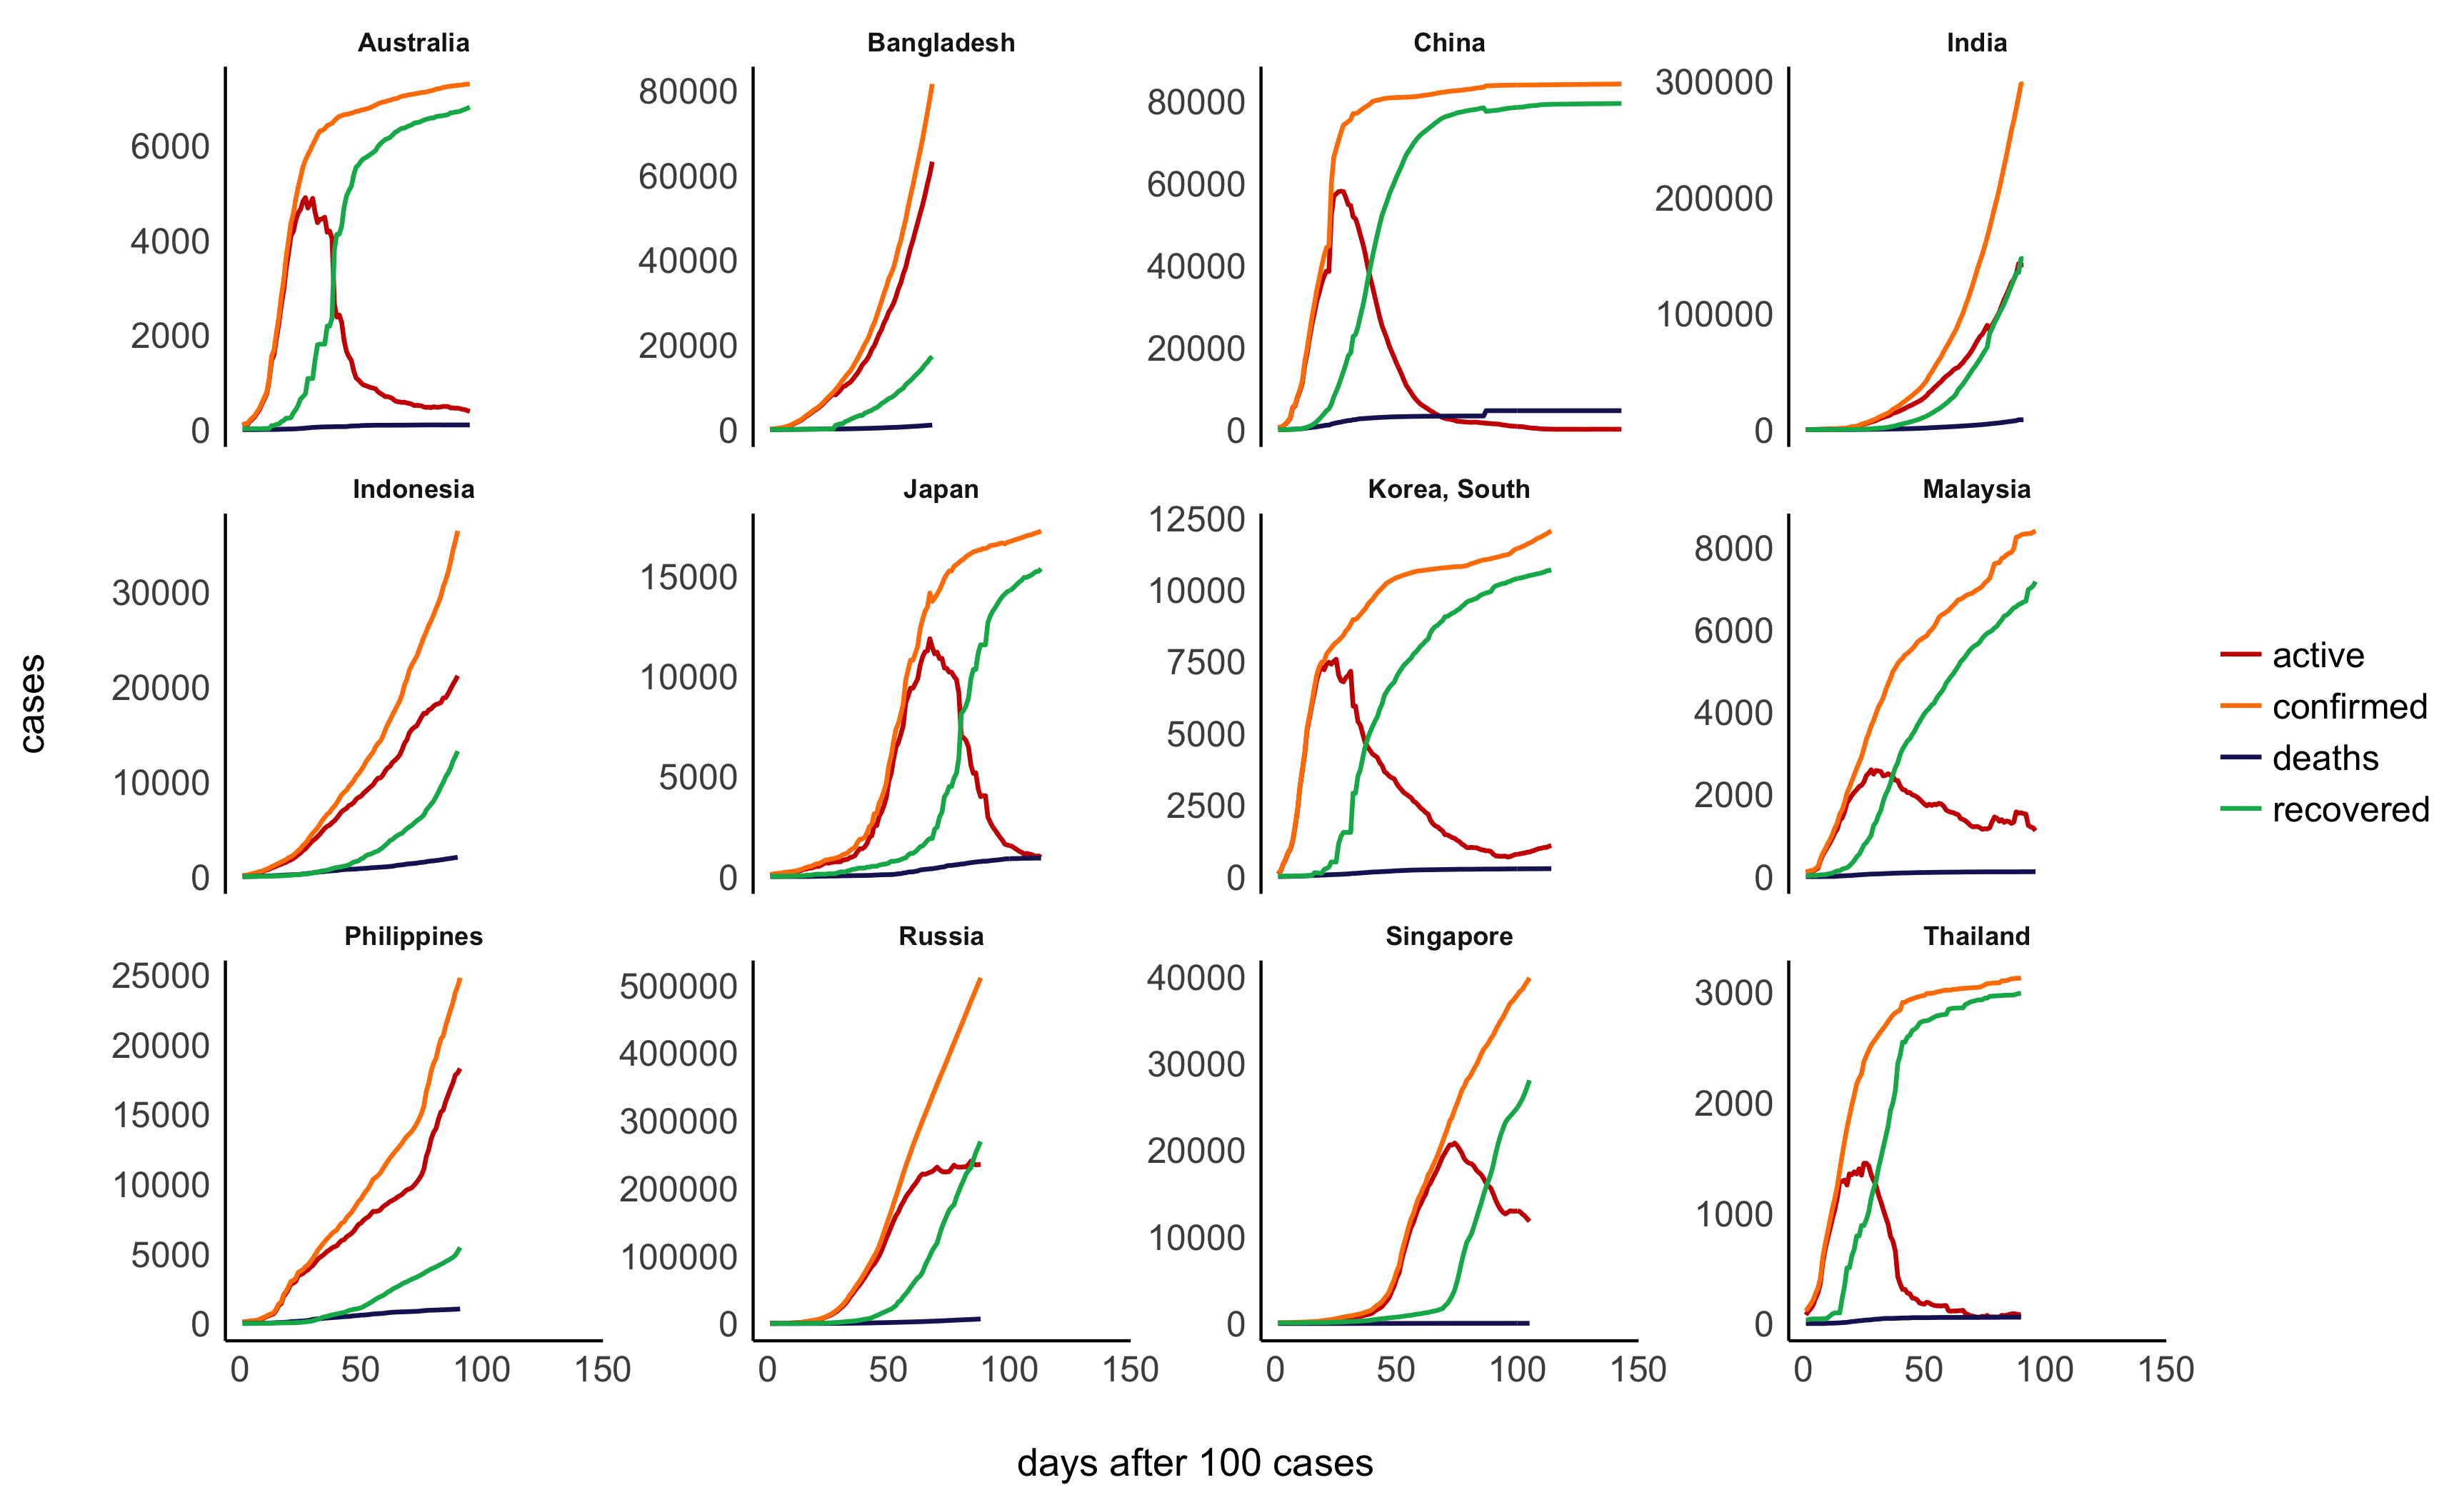 Australia
Bangladesh
China
India
6000
4000
2000
0
80000
60000
40000
20000
0
80000
60000
40000
20000
0
300000
200000
100000
0
Indonesia
Japan
Korea, South
Malaysia
30000
20000
10000
0
15000
10000
5000
0
12500
10000
7500
5000
2500
0
8000
6000
4000
2000
0
Philippines
Russia
Singapore
Thailand
25000
20000
15000
10000
5000
0
500000
400000
300000
200000
100000
0
40000
30000
20000
10000
0
3000
2000
1000
0
0 50 100 150
0 50 100 150
0 50 100 150
0 50 100 150
cases
days after 100 cases
active
confirmed
deaths
recovered